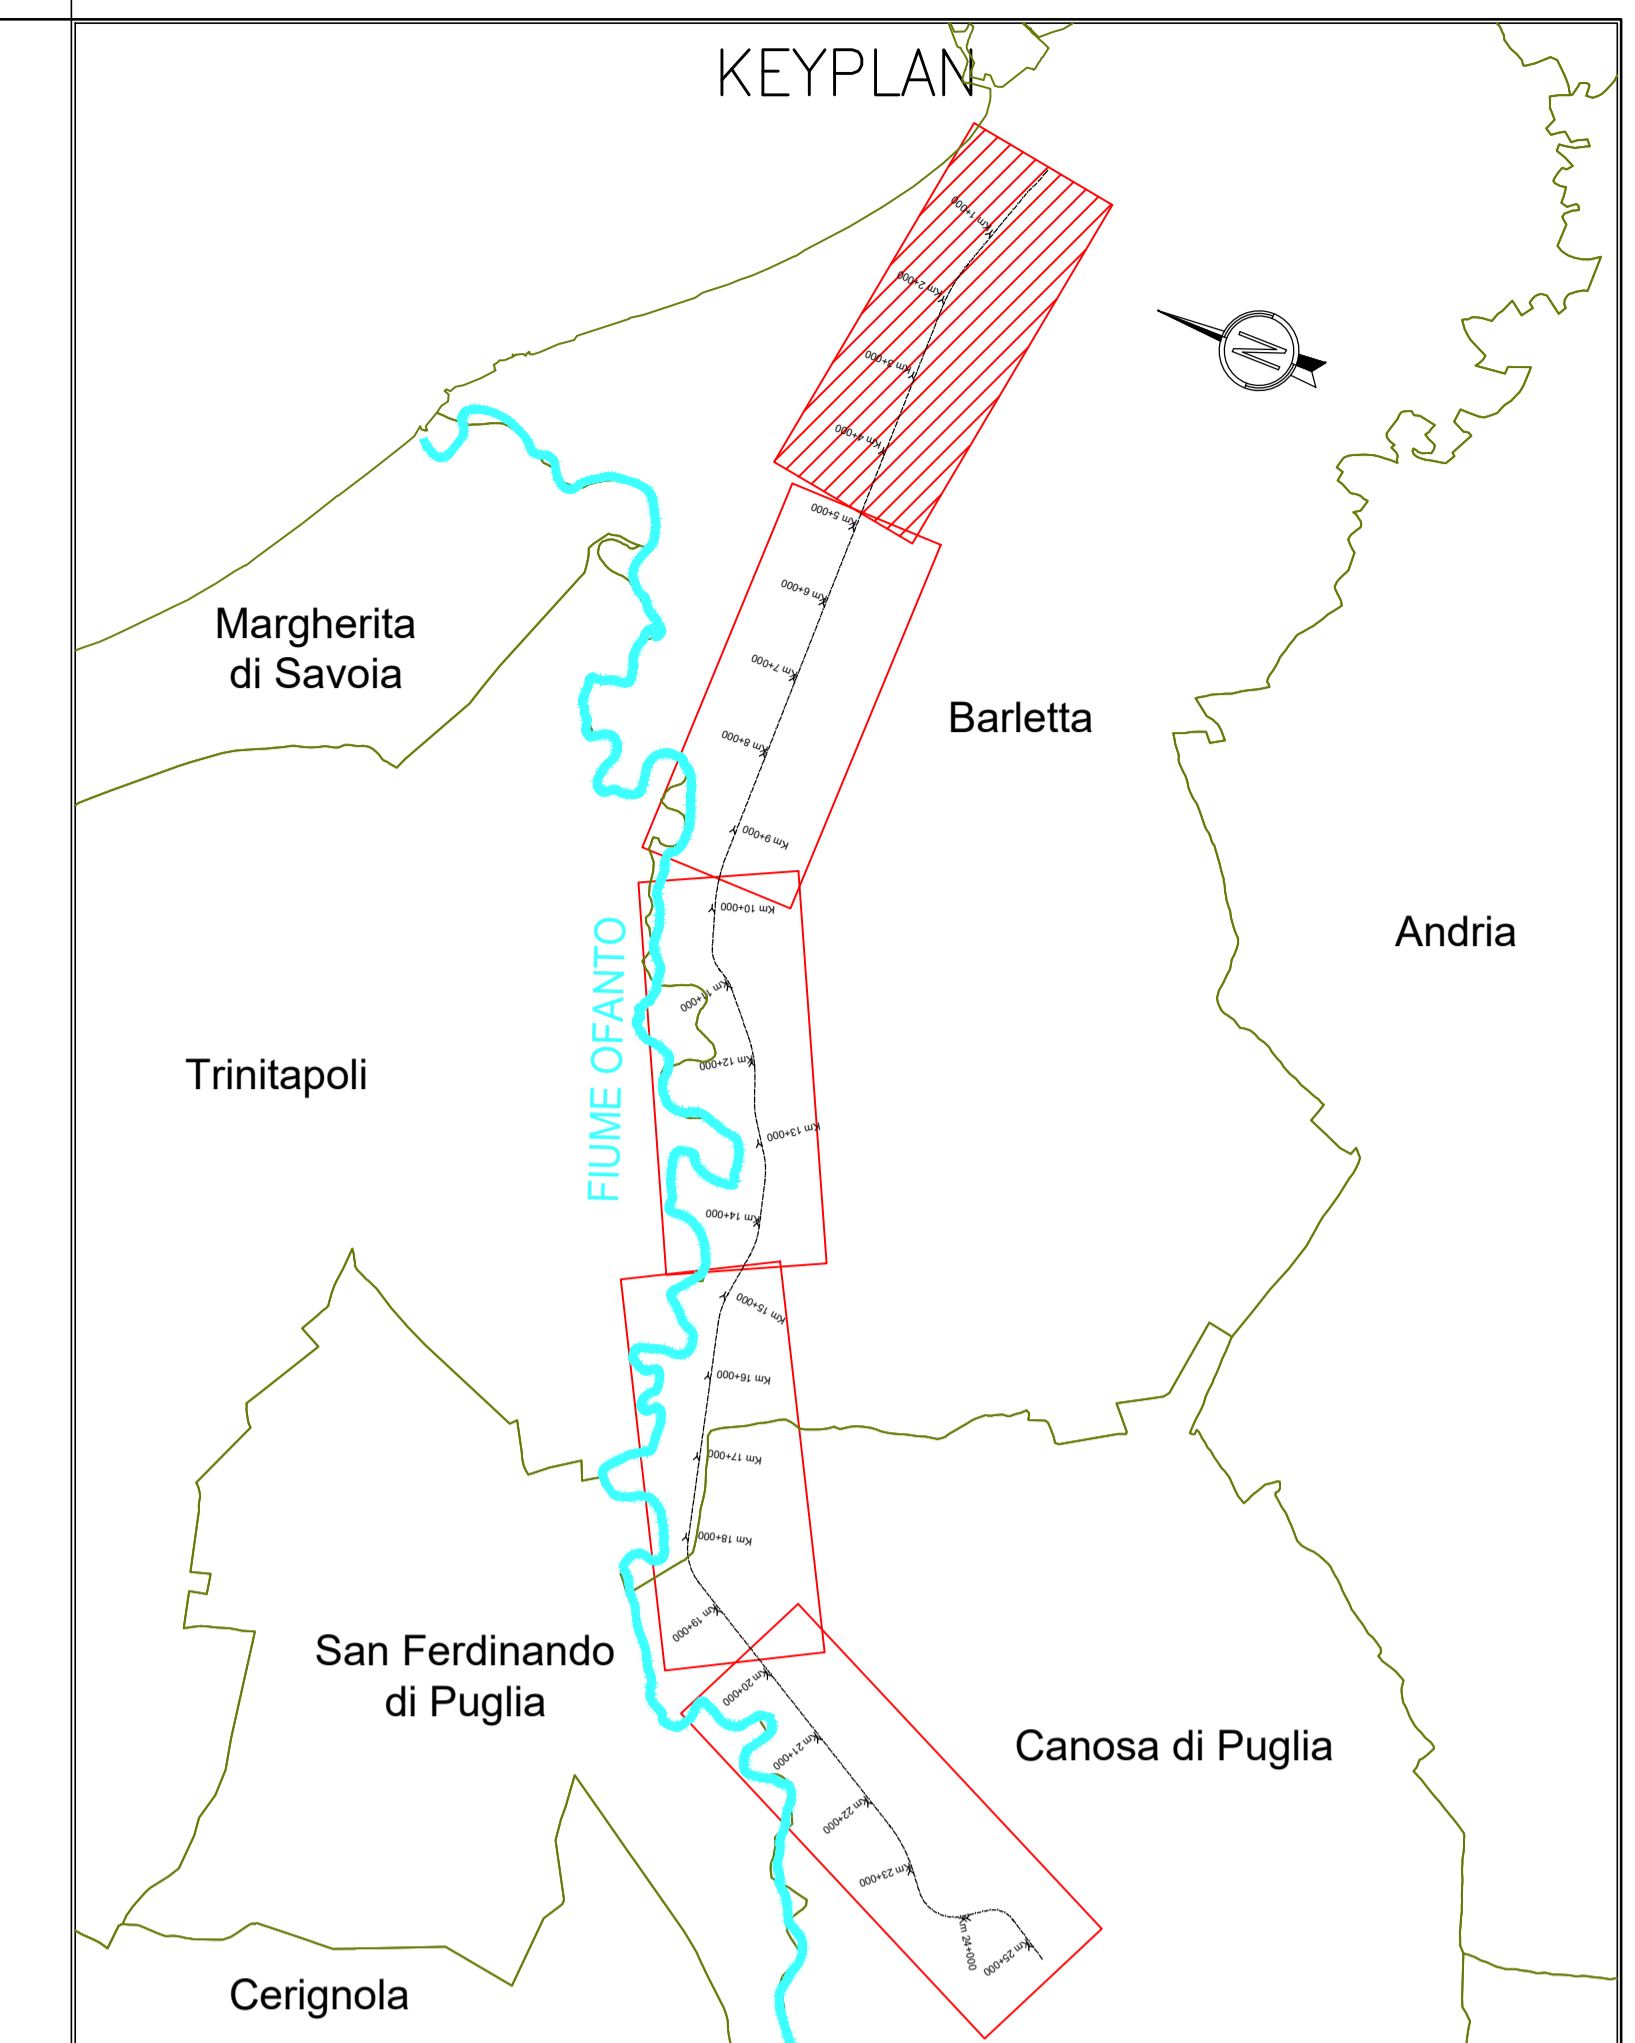 KEYPLAN
Km 1+000
Km 2+000
N
Km 3+000
Km 4+000
Km 5+000
Km 6+000
Margherita
di Savoia
Km 7+000
Barletta
Km 8+000
Km 9+000
Km 10+000
Andria
FIUME OFANTO
Km 11+000
Trinitapoli
Km 12+000
Km 13+000
Km 14+000
Km 15+000
Km 16+000
Km 17+000
Km 18+000
Km 19+000
San Ferdinando
di Puglia
Km 20+000
Km 21+000
Canosa di Puglia
Km 22+000
Km 23+000
Km 24+000
Km 25+000
Cerignola